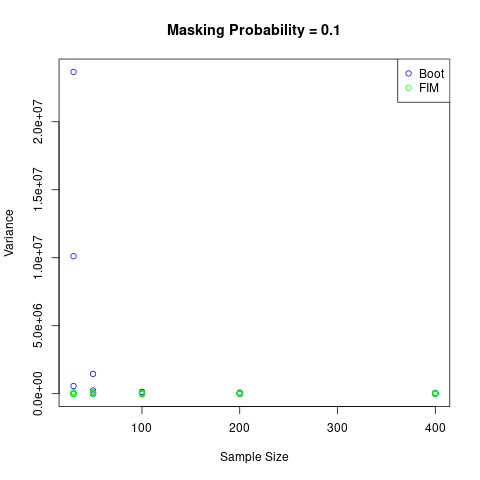 Masking Probability = 0.1
Boot
FIM
Variance
2.0e+07
1.5e+07
1.0e+07
5.0e+06
0.0e+00
100
200
300
400
Sample Size